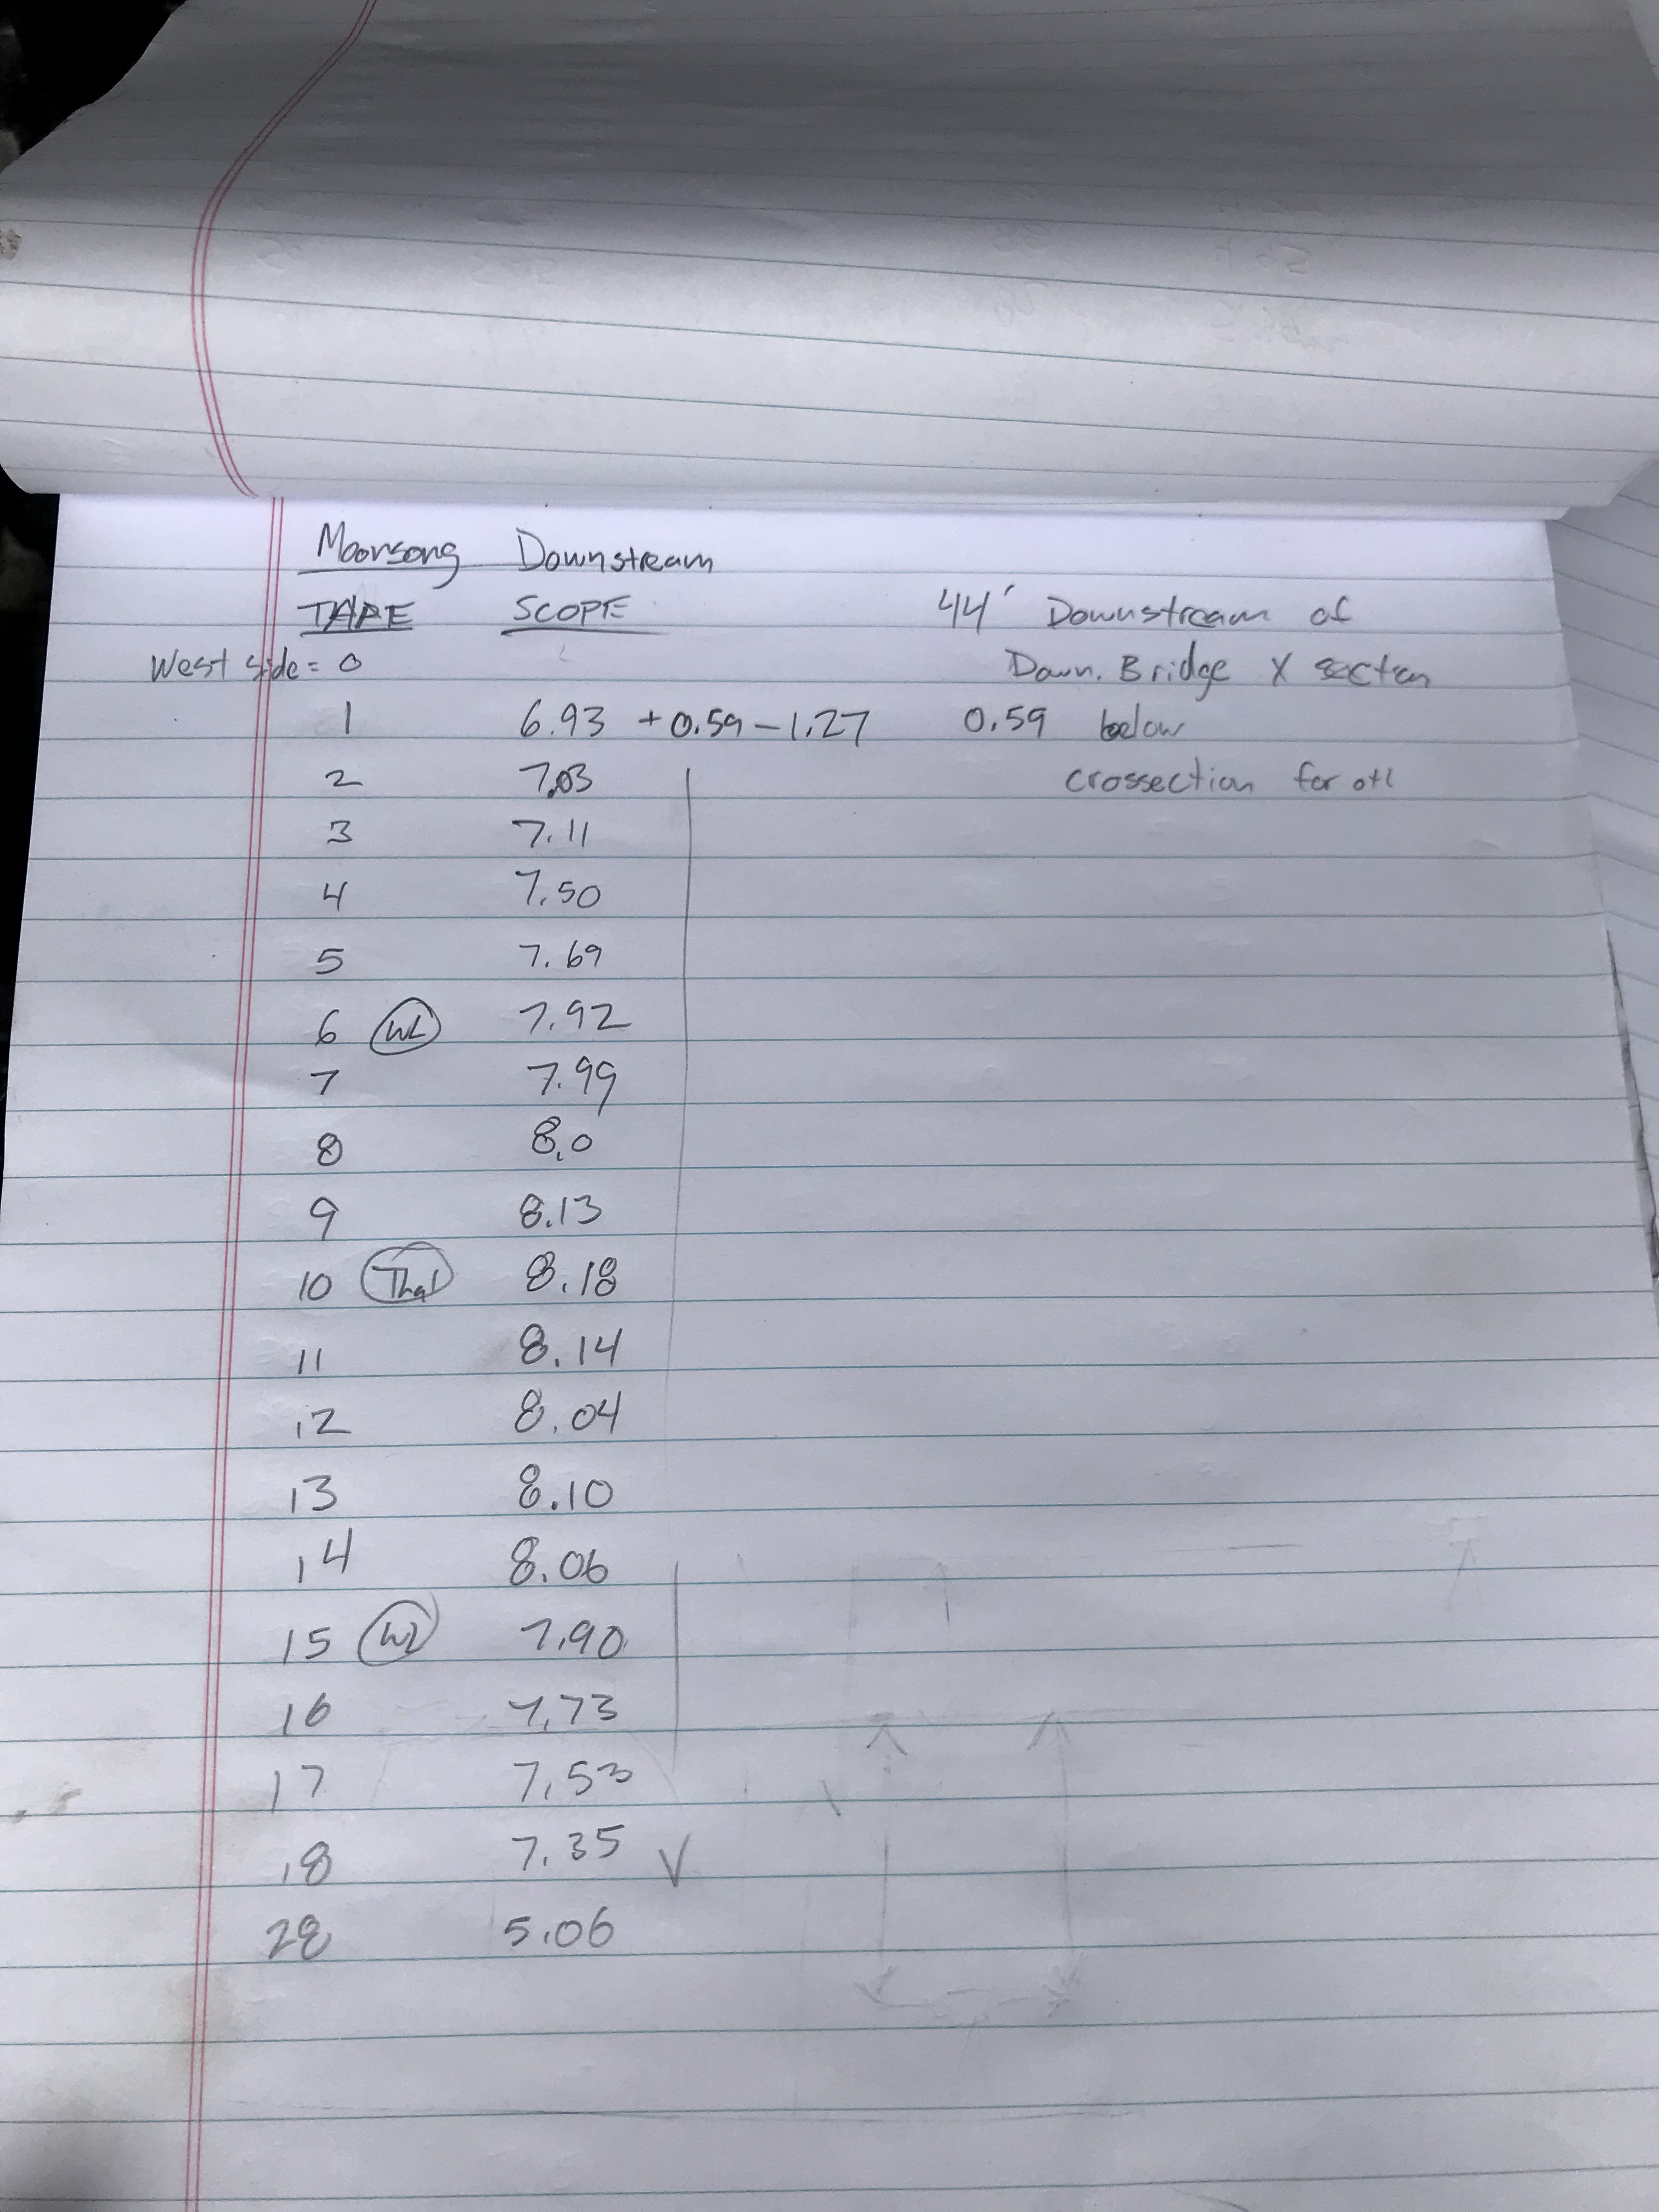 Moonsong Downstream
TAPE SCOPE 44' Downstream of
West side = 0 Down. Bridge X section
1 6.93 +0.59-1.27 0.59 below
2 7.03 crossection for
3 7.11
4 7.50
5 7.69
6 WL 7.92
7 7.99
8 8.0
9 8.13
10 Thal 8.18
11 8.14
12 8.04
13 8.10
14 8.06
15 WL 7.90
16 7.73
17 7.53
18 7.35
28 5.06